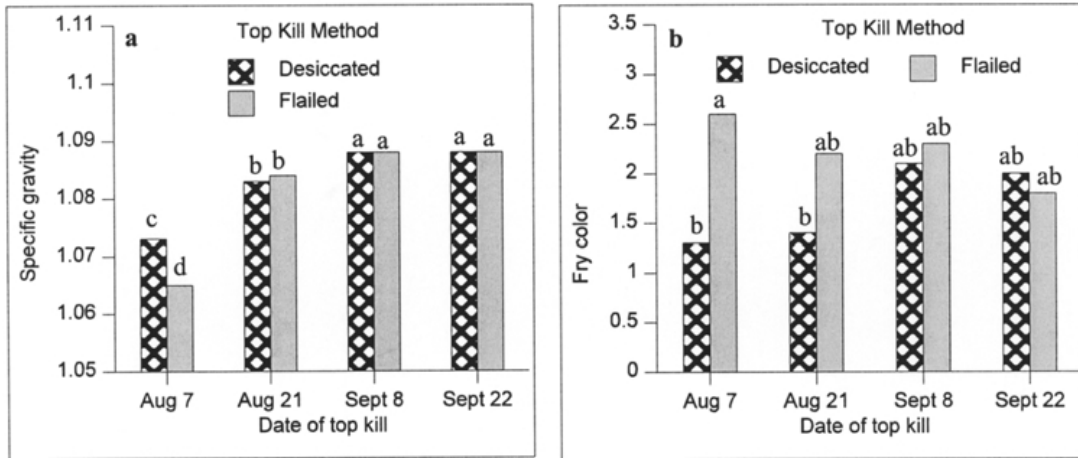 a
Top Kill Method
Desiccated
Flailed
Specific gravity
1.11
1.1
1.09
1.08
1.07
1.06
1.05
c
d
b b
a a
a a
Aug 7 Aug 21 Sept 8 Sept 22
Date of top kill
b
Top Kill Method
Desiccated Flailed
Fry color
3.5
3
2.5
2
1.5
1
0.5
0
b
a
b
ab
ab
ab
ab
ab
Aug 7 Aug 21 Sept 8 Sept 22
Date of top kill